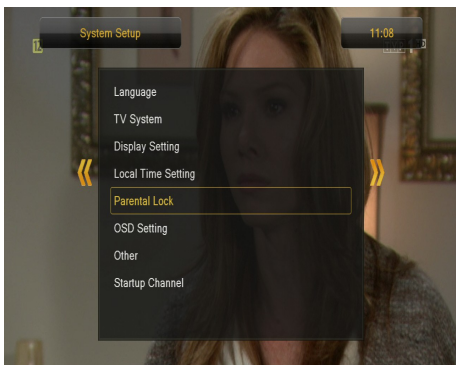 System Setup
11:08
Language
TV System
Display Setting
Local Time Setting
Parental Lock
OSD Setting
Other
Startup Channel